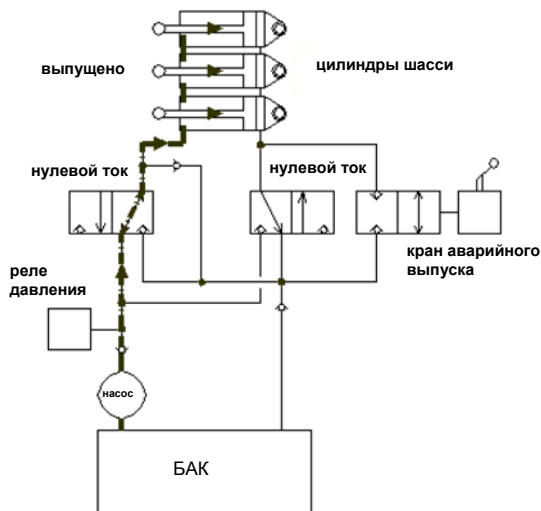 выпущено
цилиндры шасси
нулевой ток
нулевой ток
кран аварийного
выпуска
реле
давления
насос
БАК